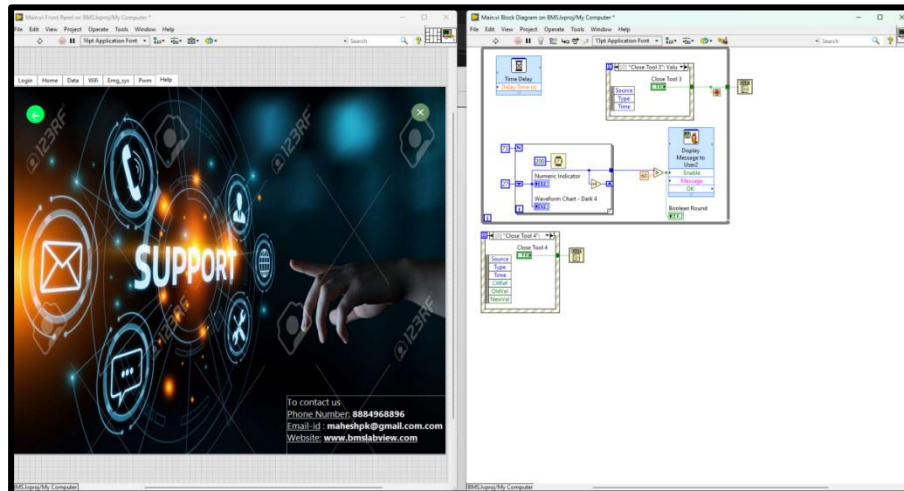 Main.vi Front Panel on BMS.lvproj/My Computer *
File Edit View Project Operate Tools Window Help
15pt Application Font
Search
Login Home Data Wifi Emg_sys Pwm Help
123RF
SUPPORT
To contact us
Phone Number: 8884968896
Email-id : maheshpk@gmail.com.com
Website: www.bmslabview.com
BMS.lvproj/My Computer
Main.vi Block Diagram on BMS.lvproj/My Computer *
File Edit View Project Operate Tools Window Help
15pt Application Font
Search
Time Delay
Delay Time (s)
"Close Tool 3": Valu
Close Tool 3
Source
Type
Time
Display
Message to
User2
Enable
Message
OK
Numeric Indicator
Waveform Chart - Dark 4
60
Boolean Round
"Close Tool 4":
Close Tool 4
Source
Type
Time
CtlRef
OldVal
NewVal
BMS.lvproj/My Computer